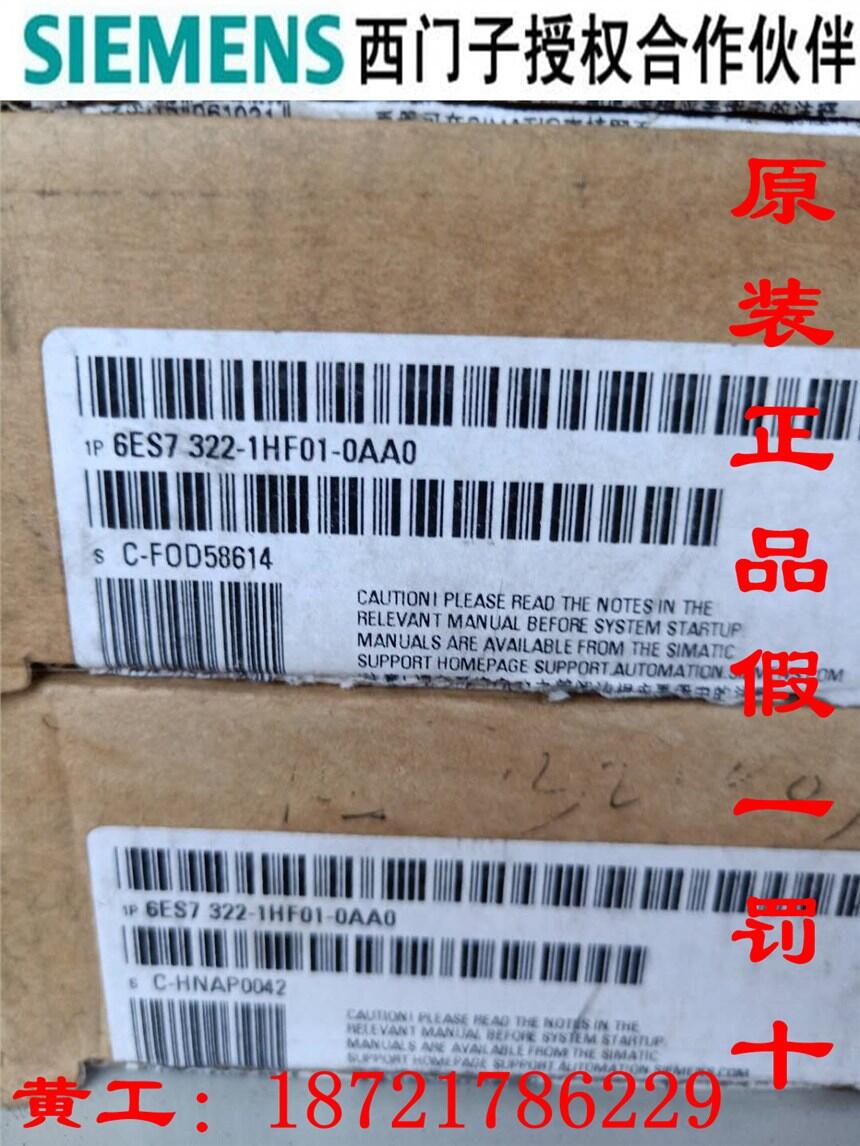 SIEMENS 西门子授权合作伙伴
原装正品假一罚十
1P 6ES7 322-1HF01-0AA0
S C-FOD58614
CAUTION! PLEASE READ THE NOTES IN THE
RELEVANT MANUAL BEFORE SYSTEM STARTUP.
MANUALS ARE AVAILABLE FROM THE SIMATIC
SUPPORT HOMEPAGE SUPPORT.AUTOMATION.SIEMENS.COM
1P 6ES7 322-1HF01-0AA0
S C-HNAP0042
CAUTION! PLEASE READ THE NOTES IN THE
RELEVANT MANUAL BEFORE SYSTEM STARTUP.
MANUALS ARE AVAILABLE FROM THE SIMATIC
SUPPORT HOMEPAGE SUPPORT.AUTOMATION.SIEMENS.COM
黄工：18721786229